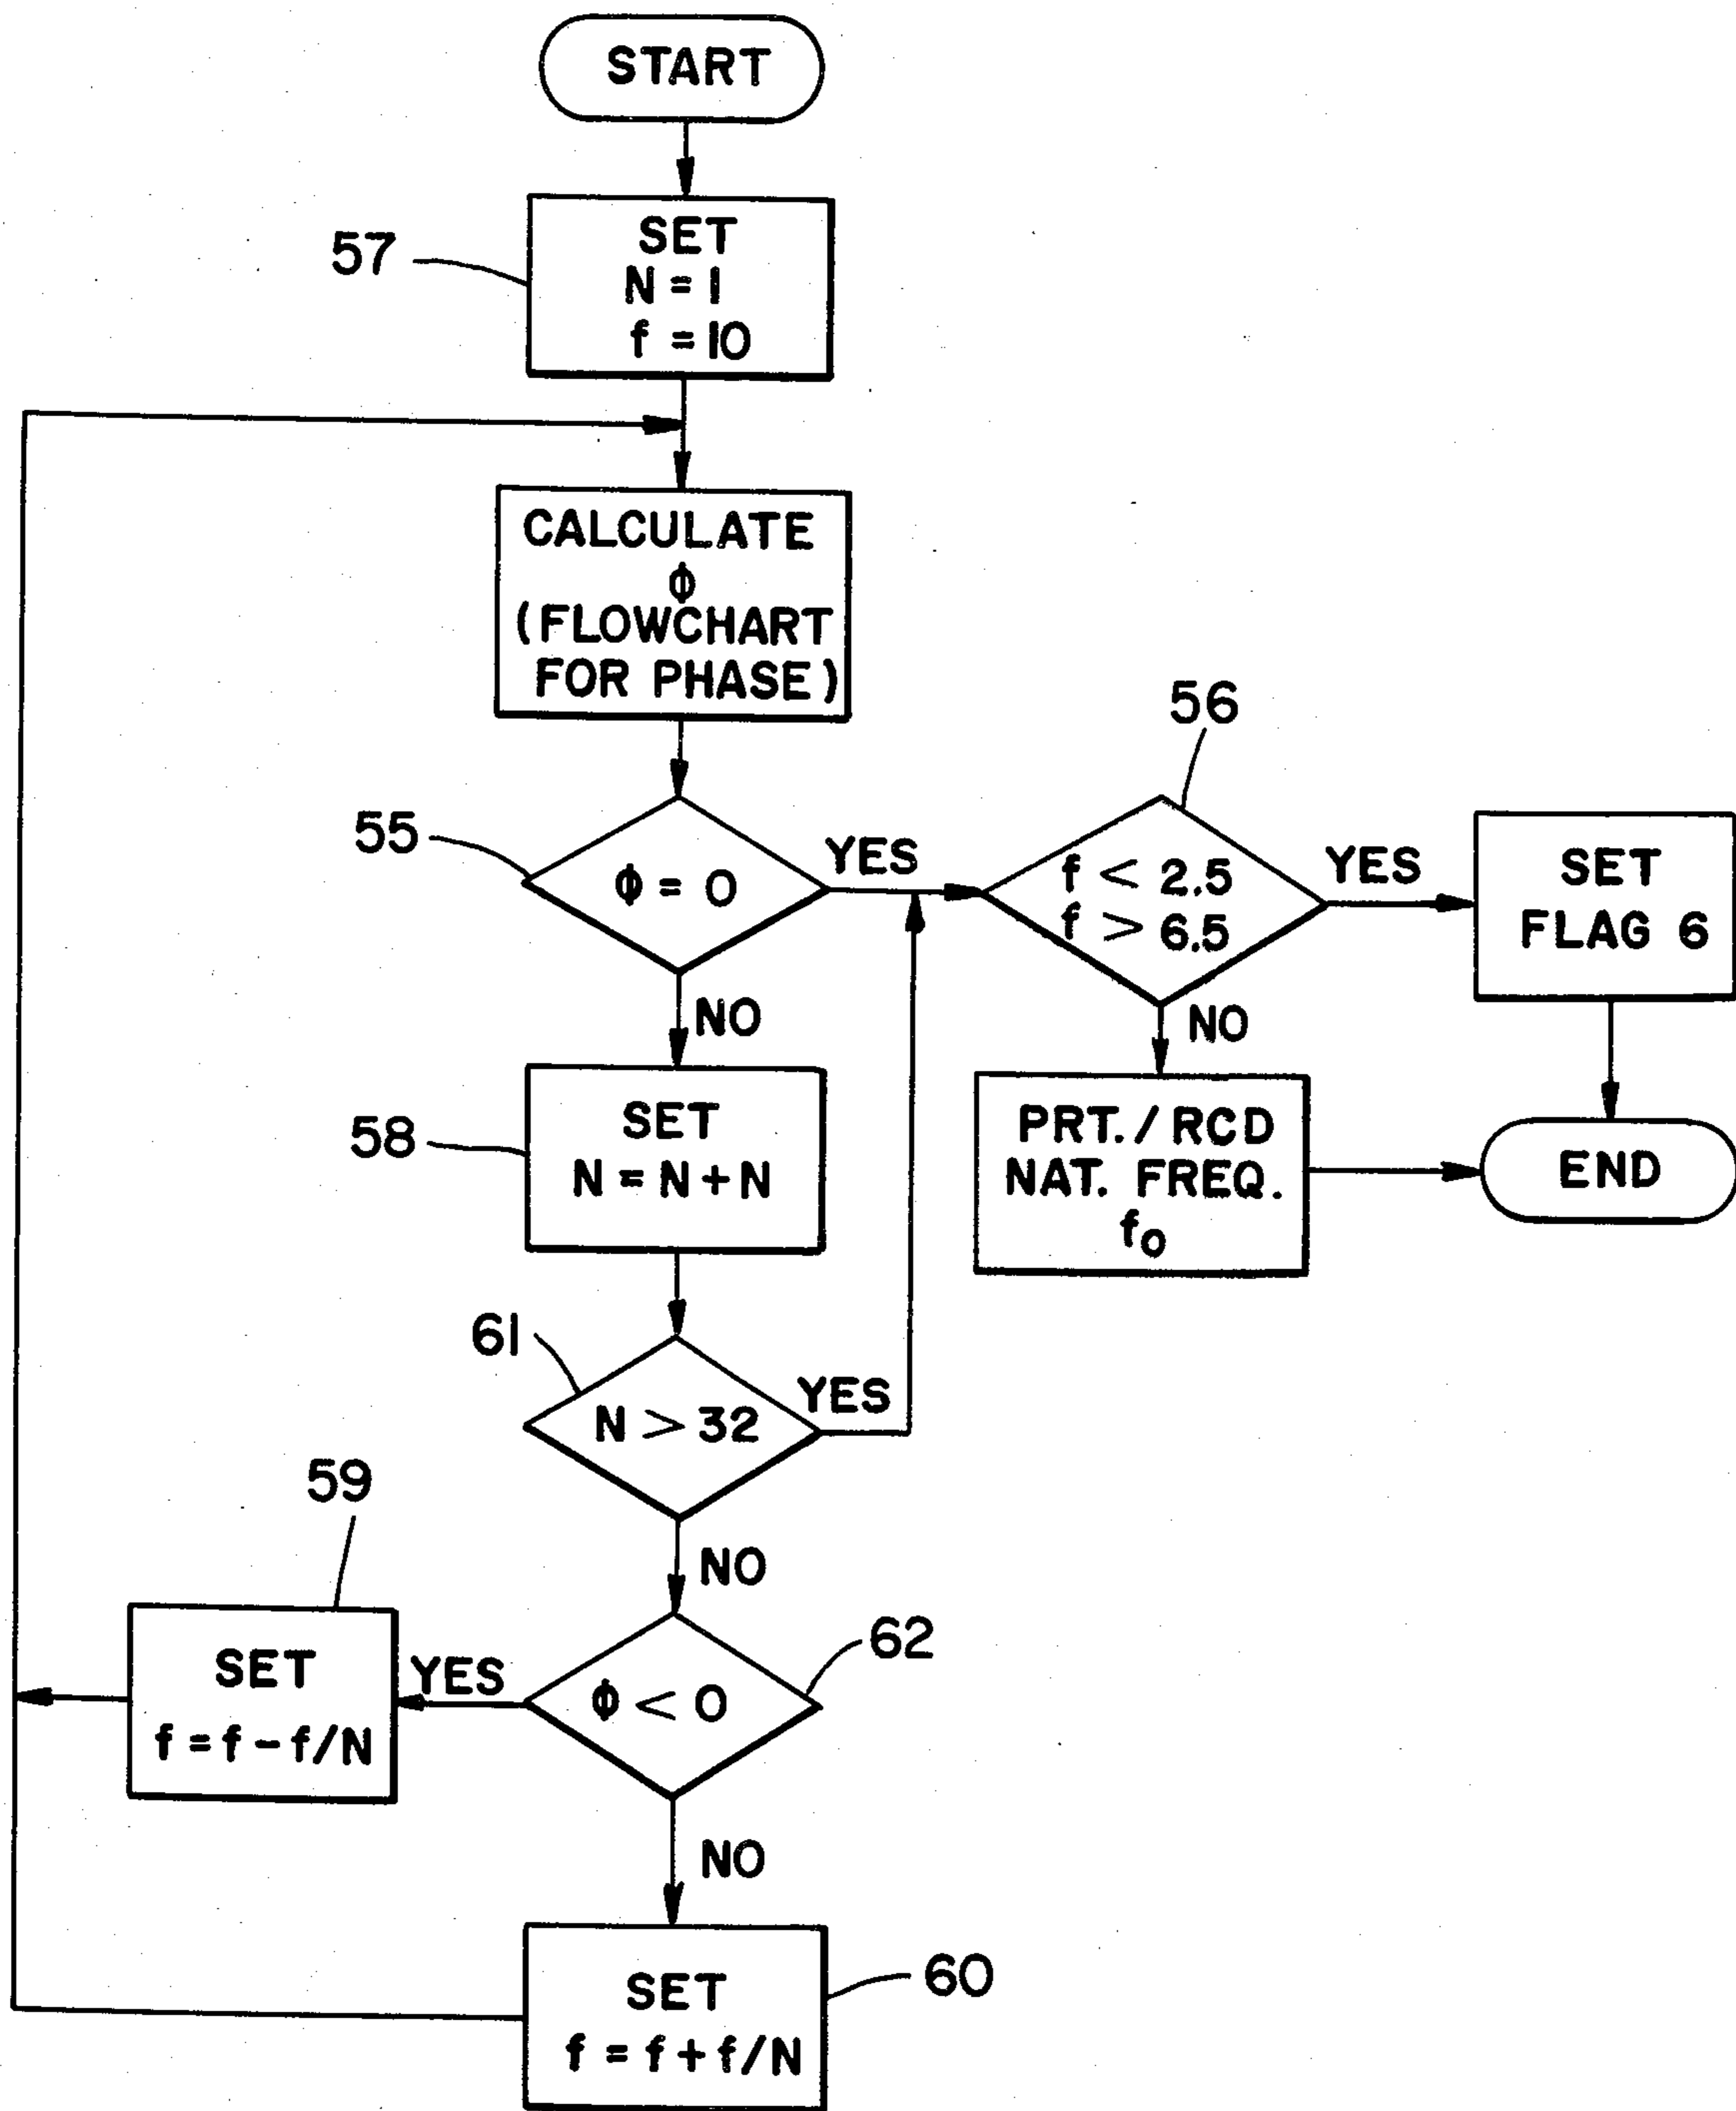 START
57
SET
N = 1
f = 10
CALCULATE
ϕ
(FLOWCHART
FOR PHASE)
55
ϕ = 0
YES
NO
56
f < 2.5
f > 6.5
YES
NO
SET
FLAG 6
58
SET
N = N + N
PRT. / RCD
NAT. FREQ.
fo
END
61
N > 32
YES
NO
59
SET
f = f - f/N
YES
62
ϕ < 0
NO
60
SET
f = f + f/N